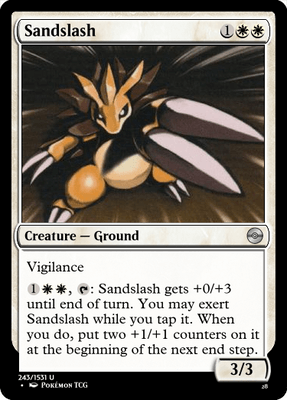 Sandslash 1
Creature — Ground
Vigilance
1, : Sandslash gets +0/+3
until end of turn. You may exert
Sandslash while you tap it. When
you do, put two +1/+1 counters on it
at the beginning of the next end step.
3/3
243/1531 U
• Pokémon TCG
z8